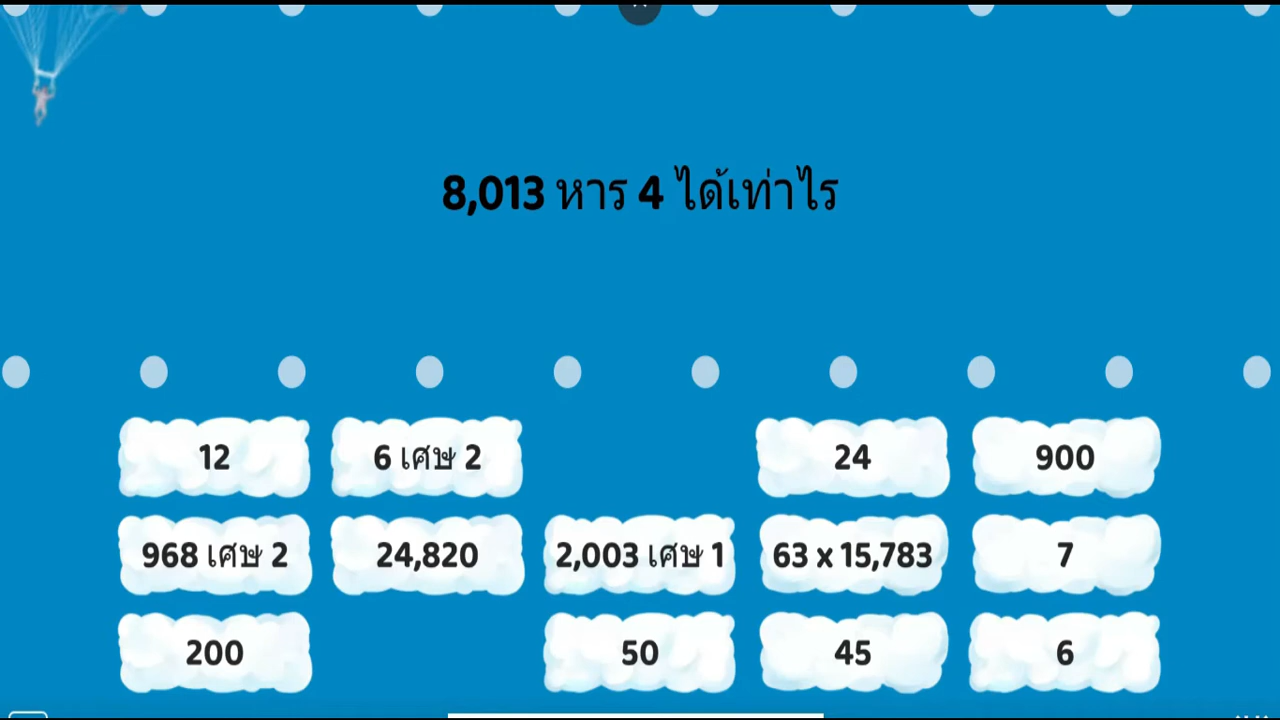 8,013 หาร 4 ได้เท่าไร
12
6 เศษ 2
24
900
968 เศษ 2
24,820
2,003 เศษ 1
63 x 15,783
7
200
50
45
6